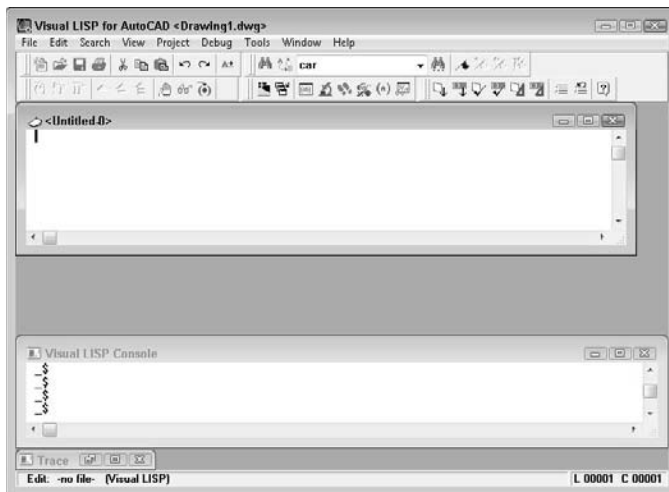 Visual LISP for AutoCAD <Drawing1.dwg>
File Edit Search View Project Debug Tools Window Help
car
<Untitled-0>
Visual LISP Console
_$
_$
_$
_$
Trace
Edit: -no file- (Visual LISP) L 00001 C 00001